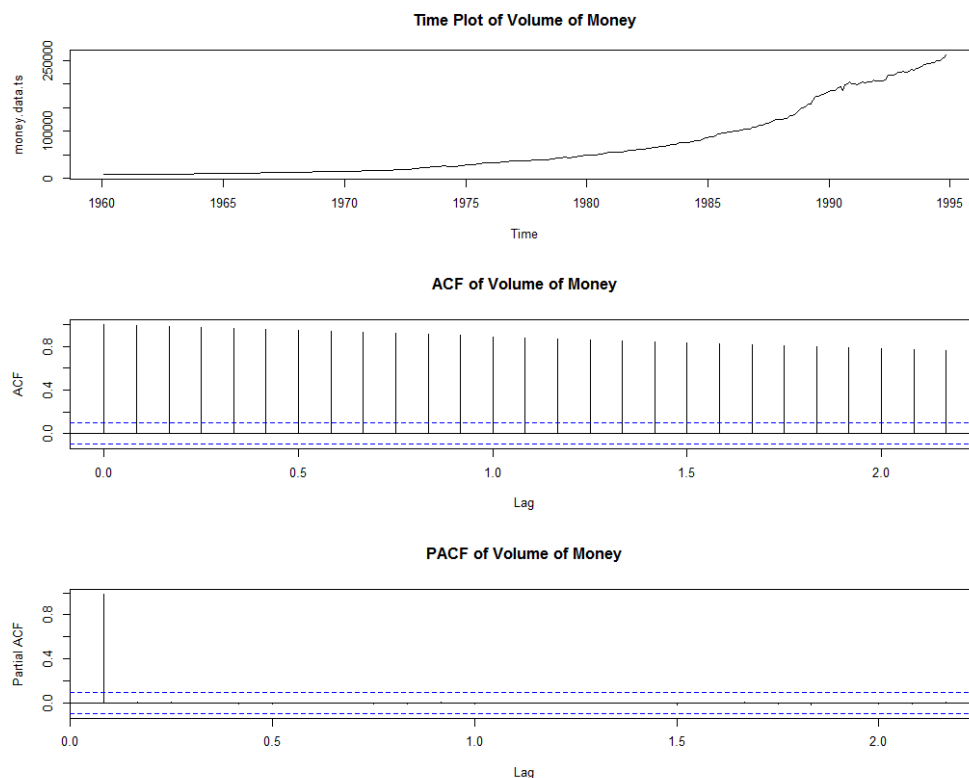 Time Plot of Volume of Money
money.data.ts
0 100000 250000
1960 1965 1970 1975 1980 1985 1990 1995
Time
ACF of Volume of Money
ACF
0.0 0.4 0.8
0.0 0.5 1.0 1.5 2.0
Lag
PACF of Volume of Money
Partial ACF
0.0 0.4 0.8
0.0 0.5 1.0 1.5 2.0
Lag